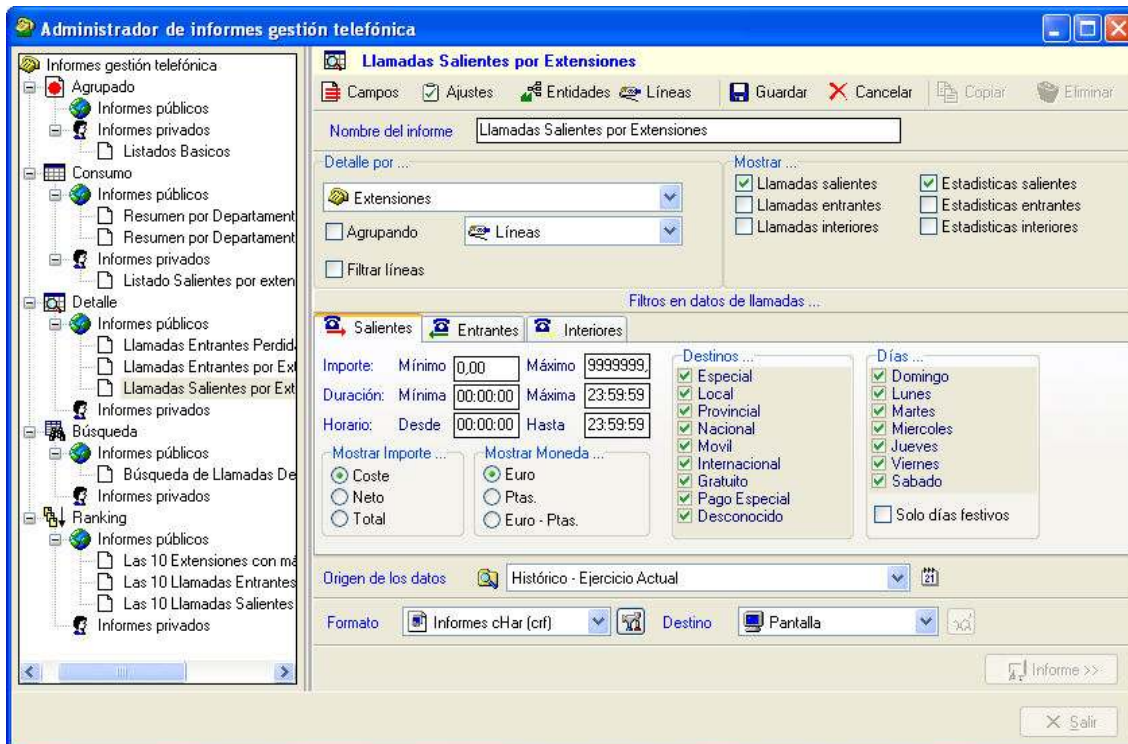 Administrador de informes gestión telefónica
Informes gestión telefónica
Agrupado
Informes públicos
Informes privados
Listados Basicos
Consumo
Informes públicos
Resumen por Departament
Resumen por Departament
Informes privados
Listado Salientes por exten
Detalle
Informes públicos
Llamadas Entrantes Perdid
Llamadas Entrantes por Ext
Llamadas Salientes por Ext
Informes privados
Búsqueda
Informes públicos
Búsqueda de Llamadas De
Informes privados
Ranking
Informes públicos
Las 10 Extensiones con má
Las 10 Llamadas Entrantes
Las 10 Llamadas Salientes
Informes privados
Llamadas Salientes por Extensiones
Campos Ajustes Entidades Líneas Guardar Cancelar Copiar Eliminar
Nombre del informe Llamadas Salientes por Extensiones
Detalle por ...
Extensiones
Agrupando Líneas
Filtrar líneas
Mostrar ...
Llamadas salientes Estadisticas salientes
Llamadas entrantes Estadisticas entrantes
Llamadas interiores Estadisticas interiores
Filtros en datos de llamadas ...
Salientes Entrantes Interiores
Importe: Mínimo 0,00 Máximo 9999999,
Duración: Mínima 00:00:00 Máxima 23:59:59
Horario: Desde 00:00:00 Hasta 23:59:59
Mostrar Importe ...
Coste
Neto
Total
Mostrar Moneda ...
Euro
Ptas.
Euro - Ptas.
Destinos ...
Especial
Local
Provincial
Nacional
Movil
Internacional
Gratuito
Pago Especial
Desconocido
Días ...
Domingo
Lunes
Martes
Miercoles
Jueves
Viernes
Sabado
Solo días festivos
Origen de los datos Histórico - Ejercicio Actual 21
Formato Informes cHar (crf) Destino Pantalla
Informe >>
Salir